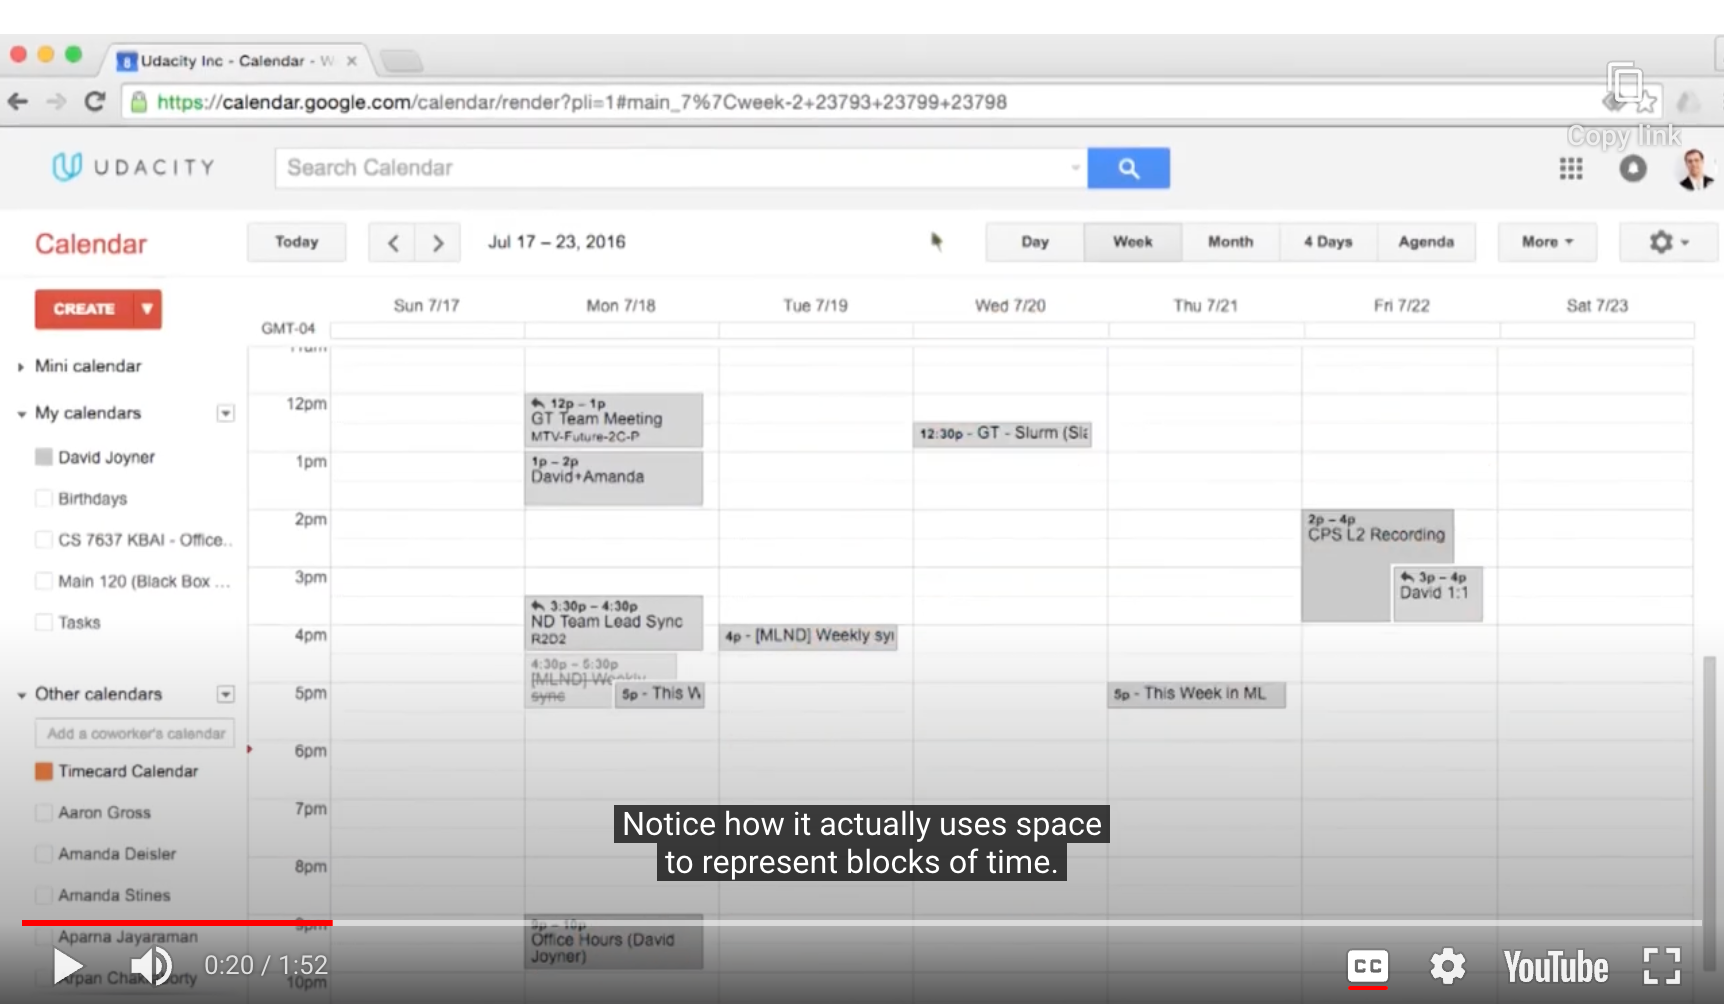 Udacity Inc - Calendar - W
https://calendar.google.com/calendar/render?pli=1#main_7%7Cweek-2+23793+23799+23798
Copy link
UDACITY
Search Calendar
Calendar
Today
Jul 17 – 23, 2016
Day
Week
Month
4 Days
Agenda
More
CREATE
Sun 7/17
Mon 7/18
Tue 7/19
Wed 7/20
Thu 7/21
Fri 7/22
Sat 7/23
GMT-04
Mini calendar
My calendars
David Joyner
Birthdays
CS 7637 KBAI - Office..
Main 120 (Black Box ...
Tasks
Other calendars
Add a coworker's calendar
Timecard Calendar
Aaron Gross
Amanda Deisler
Amanda Stines
Aparna Jayaraman
11am
12pm
1pm
2pm
3pm
4pm
5pm
6pm
7pm
8pm
9pm
10pm
12p – 1p
GT Team Meeting
MTV-Future-2C-P
1p – 2p
David+Amanda
3:30p – 4:30p
ND Team Lead Sync
R2D2
4:30p – 5:30p
[MLND] Weekly
sync
5p - This W
9p – 10p
Office Hours (David
Joyner)
4p - [MLND] Weekly syn
12:30p - GT - Slurm (Sla
5p - This Week in ML
2p – 4p
CPS L2 Recording
3p – 4p
David 1:1
Notice how it actually uses space
to represent blocks of time.
0:20 / 1:52
CC
YouTube